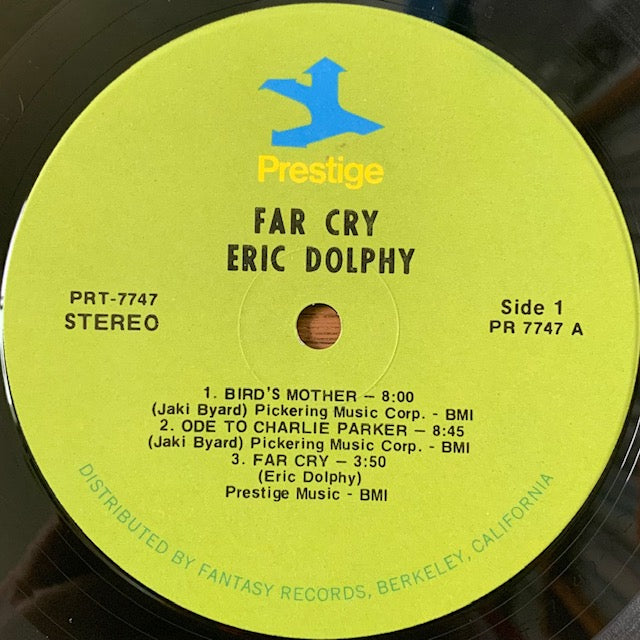 Prestige
FAR CRY
ERIC DOLPHY
PRT-7747
STEREO
Side 1
PR 7747 A
1. BIRD'S MOTHER – 8:00
(Jaki Byard) Pickering Music Corp. - BMI
2. ODE TO CHARLIE PARKER – 8:45
(Jaki Byard) Pickering Music Corp. - BMI
3. FAR CRY – 3:50
(Eric Dolphy)
Prestige Music - BMI
DISTRIBUTED BY FANTASY RECORDS, BERKELEY, CALIFORNIA